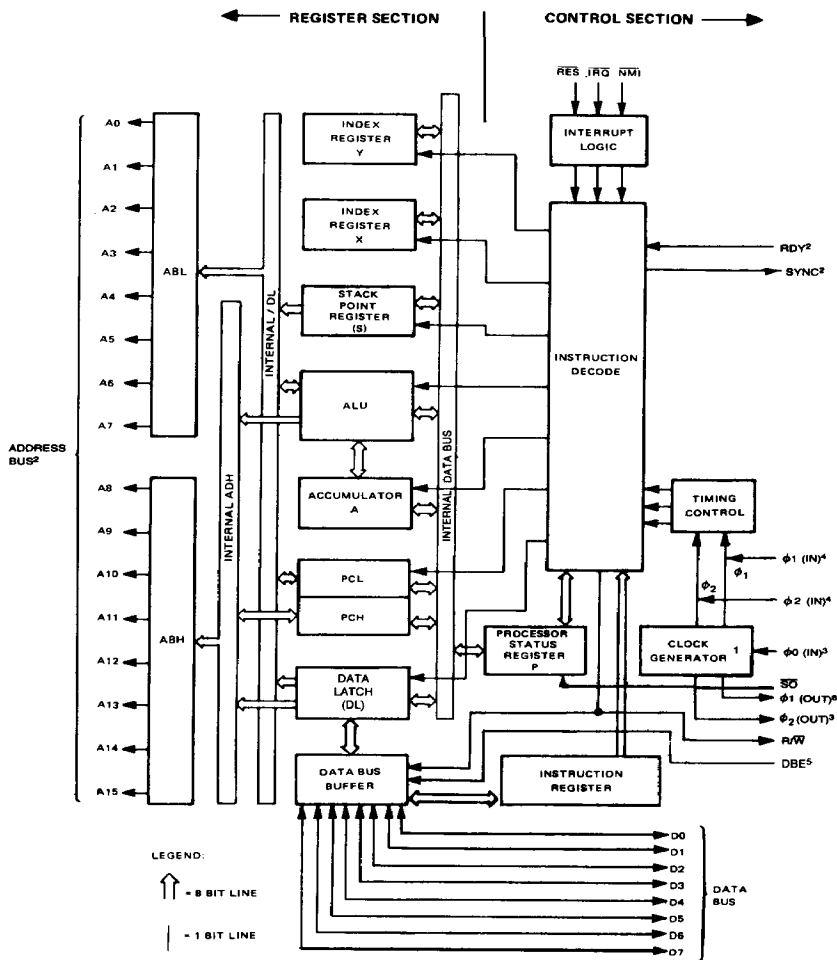 REGISTER SECTION
CONTROL SECTION
RES IRQ NMI
INTERRUPT
LOGIC
A0
A1
A2
A3
A4
A5
A6
A7
ABL
ADDRESS
BUS²
A8
A9
A10
A11
A12
A13
A14
A15
ABH
INTERNAL ADH
INTERNAL / DL
INDEX
REGISTER
Y
INDEX
REGISTER
X
STACK
POINT
REGISTER
(S)
ALU
ACCUMULATOR
A
PCL
PCH
DATA
LATCH
(DL)
DATA BUS
BUFFER
INTERNAL DATA BUS
INSTRUCTION
DECODE
RDY²
SYNC²
TIMING
CONTROL
ϕ2
ϕ1
ϕ1 (IN)⁴
ϕ2 (IN)⁴
PROCESSOR
STATUS
REGISTER
P
CLOCK
GENERATOR 1
ϕ0 (IN)³
SO
ϕ1 (OUT)
ϕ2 (OUT)³
R/W
DBE⁵
INSTRUCTION
REGISTER
D0
D1
D2
D3
D4
D5
D6
D7
DATA
BUS
LEGEND:
= 8 BIT LINE
= 1 BIT LINE